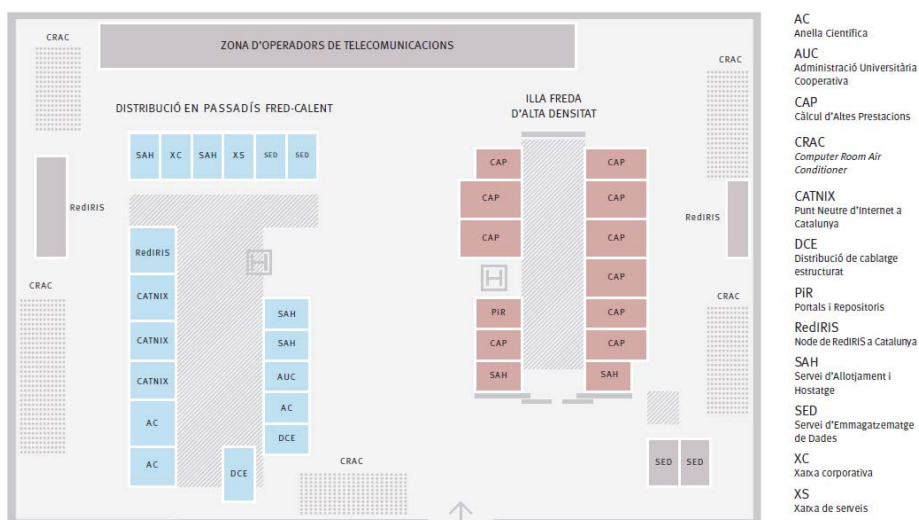 CRAC
ZONA D'OPERADORS DE TELECOMUNICACIONS
CRAC
DISTRIBUCIÓ EN PASSADÍS FRED-CALENT
ILLA FREDA
D'ALTA DENSITAT
SAH XC SAH XS SED SED
RedIRIS
RedIRIS
CATNIX
CATNIX
CATNIX
AC
AC
SAH
SAH
AUC
AC
DCE
DCE
H
CRAC
CAP
CAP
CAP
H
PiR
CAP
SAH
CAP
CAP
CAP
CAP
CAP
CAP
SAH
RedIRIS
CRAC
SED SED
CRAC
AC
Anella Científica
AUC
Administració Universitària
Cooperativa
CAP
Càlcul d'Altes Prestacions
CRAC
Computer Room Air
Conditioner
CATNIX
Punt Neutre d'Internet a
Catalunya
DCE
Distribució de cablatge
estructurat
PiR
Portals i Repositoris
RedIRIS
Node de RedIRIS a Catalunya
SAH
Servei d'Allotjament i
Hostatge
SED
Servei d'Emmagatzematge
de Dades
XC
Xarxa corporativa
XS
Xarxa de serveis